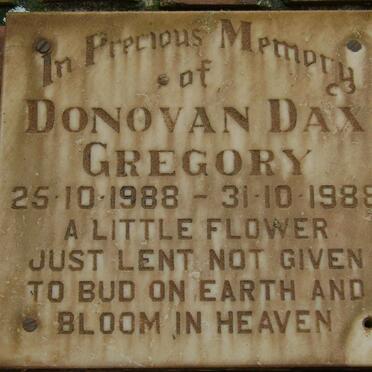 In Precious Memory
of
DONOVAN DAX
GREGORY
25-10-1988 - 31-10-1988
A LITTLE FLOWER
JUST LENT NOT GIVEN
TO BUD ON EARTH AND
BLOOM IN HEAVEN